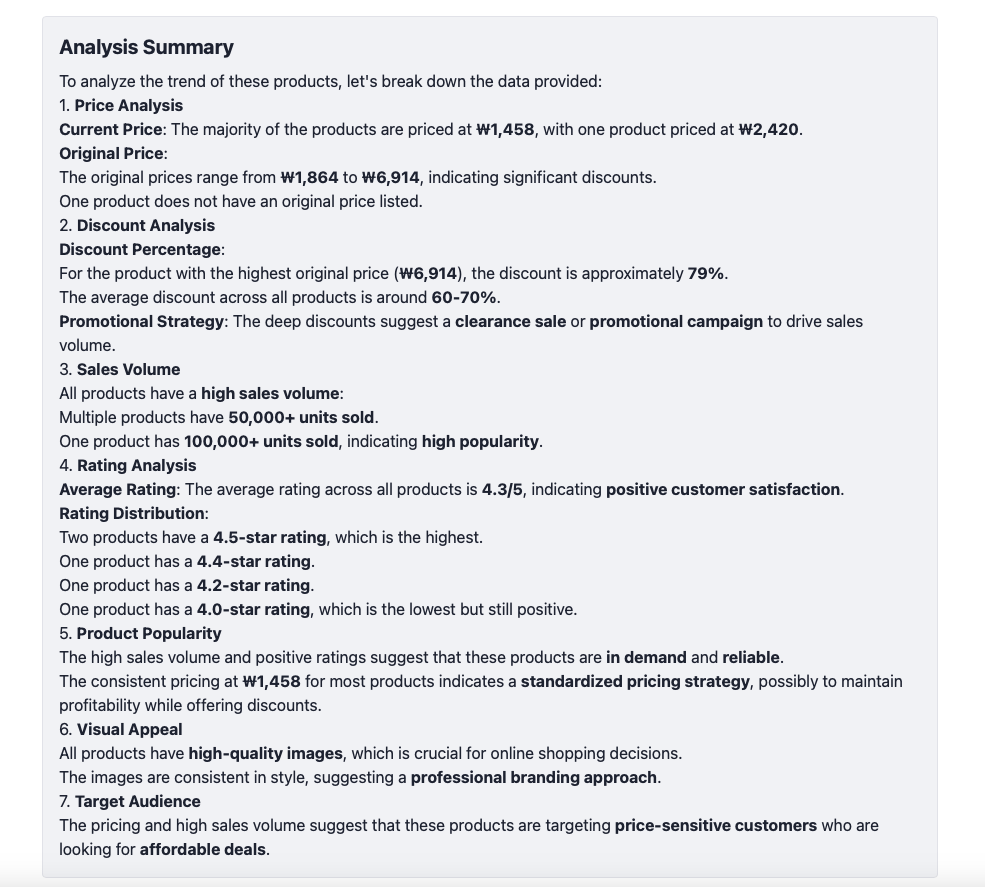 Analysis Summary
To analyze the trend of these products, let's break down the data provided:
1. Price Analysis
Current Price: The majority of the products are priced at ₩1,458, with one product priced at ₩2,420.
Original Price:
The original prices range from ₩1,864 to ₩6,914, indicating significant discounts.
One product does not have an original price listed.
2. Discount Analysis
Discount Percentage:
For the product with the highest original price (₩6,914), the discount is approximately 79%.
The average discount across all products is around 60-70%.
Promotional Strategy: The deep discounts suggest a clearance sale or promotional campaign to drive sales
volume.
3. Sales Volume
All products have a high sales volume:
Multiple products have 50,000+ units sold.
One product has 100,000+ units sold, indicating high popularity.
4. Rating Analysis
Average Rating: The average rating across all products is 4.3/5, indicating positive customer satisfaction.
Rating Distribution:
Two products have a 4.5-star rating, which is the highest.
One product has a 4.4-star rating.
One product has a 4.2-star rating.
One product has a 4.0-star rating, which is the lowest but still positive.
5. Product Popularity
The high sales volume and positive ratings suggest that these products are in demand and reliable.
The consistent pricing at ₩1,458 for most products indicates a standardized pricing strategy, possibly to maintain
profitability while offering discounts.
6. Visual Appeal
All products have high-quality images, which is crucial for online shopping decisions.
The images are consistent in style, suggesting a professional branding approach.
7. Target Audience
The pricing and high sales volume suggest that these products are targeting price-sensitive customers who are
looking for affordable deals.